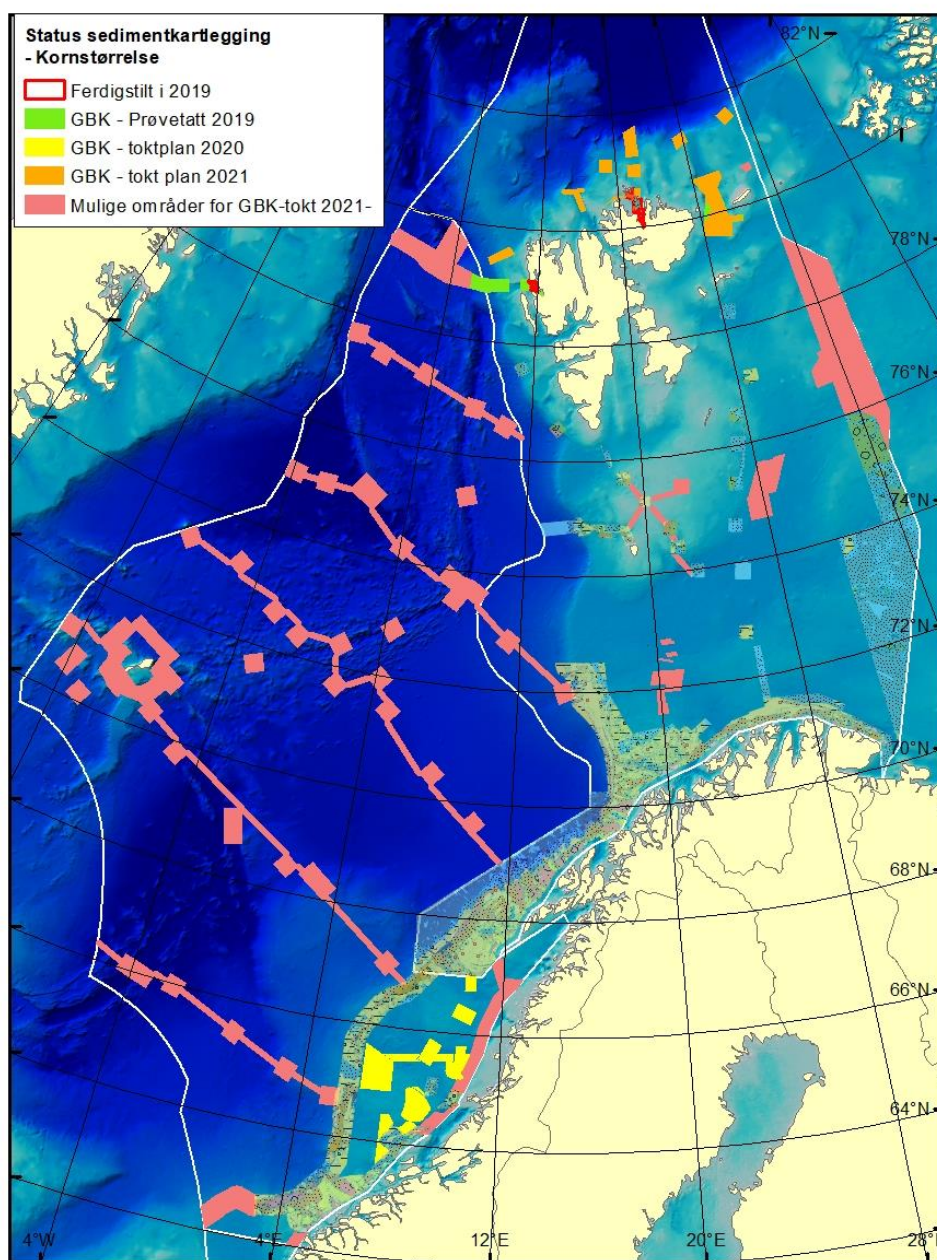 Status sedimentkartlegging
- Kornstørrelse
Ferdigstilt i 2019
GBK - Prøvetatt 2019
GBK - toktplan 2020
GBK - tokt plan 2021
Mulige områder for GBK-tokt 2021-
82°N
78°N
76°N
74°N
72°N
70°N
68°N
66°N
64°N
4°W
4°E
12°E
20°E
28°E